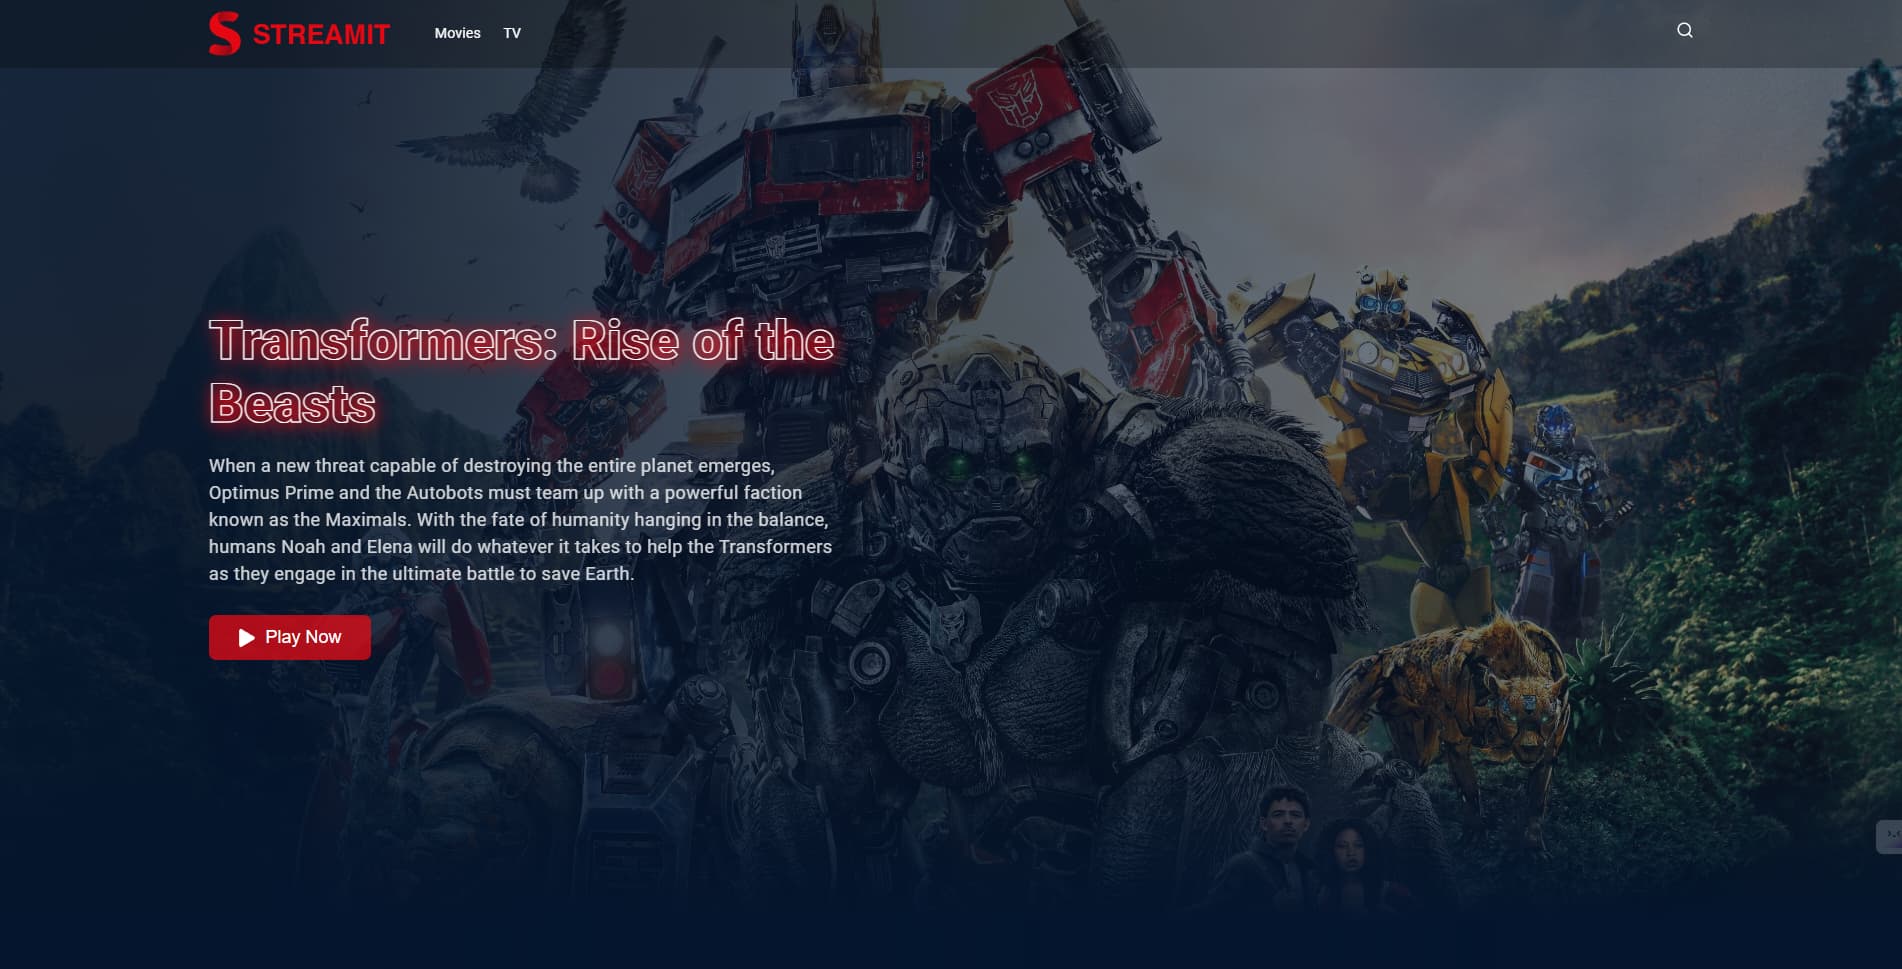 STREAMIT
Movies
TV
Transformers: Rise of the
Beasts
When a new threat capable of destroying the entire planet emerges,
Optimus Prime and the Autobots must team up with a powerful faction
known as the Maximals. With the fate of humanity hanging in the balance,
humans Noah and Elena will do whatever it takes to help the Transformers
as they engage in the ultimate battle to save Earth.
Play Now